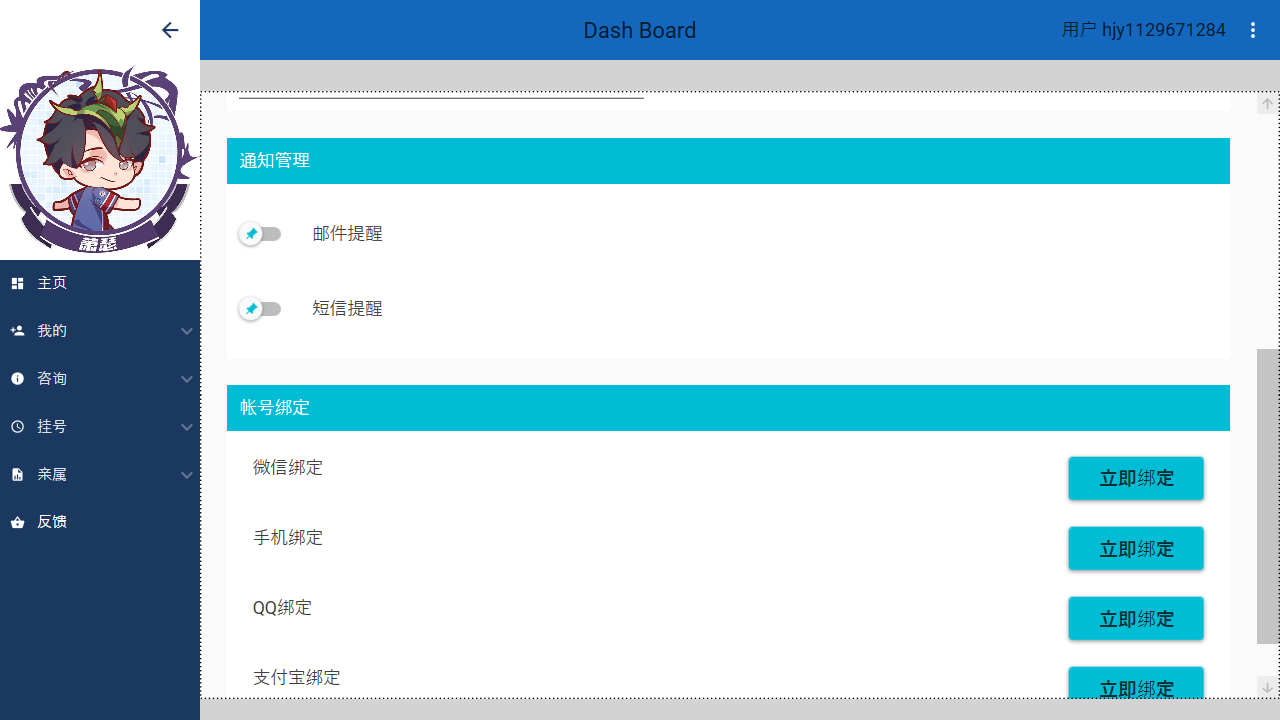 Dash Board
用户 hjy1129671284
萧瑟
主页
我的
咨询
挂号
亲属
反馈
通知管理
邮件提醒
短信提醒
帐号绑定
微信绑定
立即绑定
手机绑定
立即绑定
QQ绑定
立即绑定
支付宝绑定
立即绑定